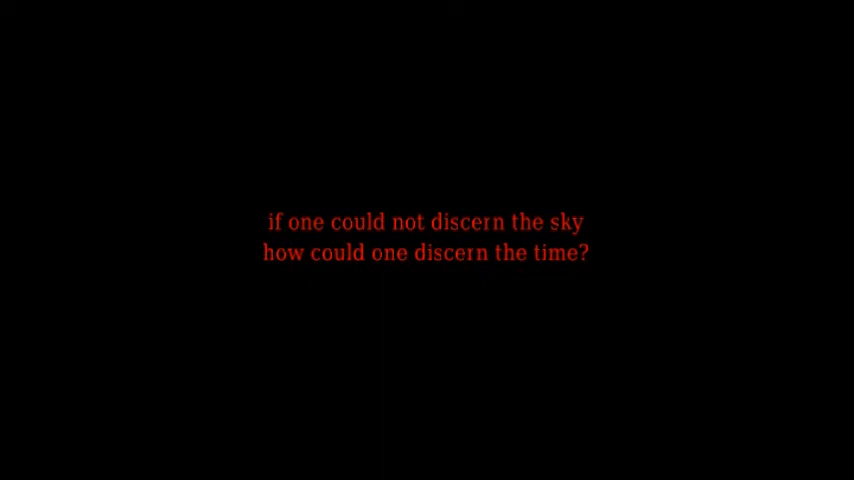 if one could not discern the sky
how could one discern the time?